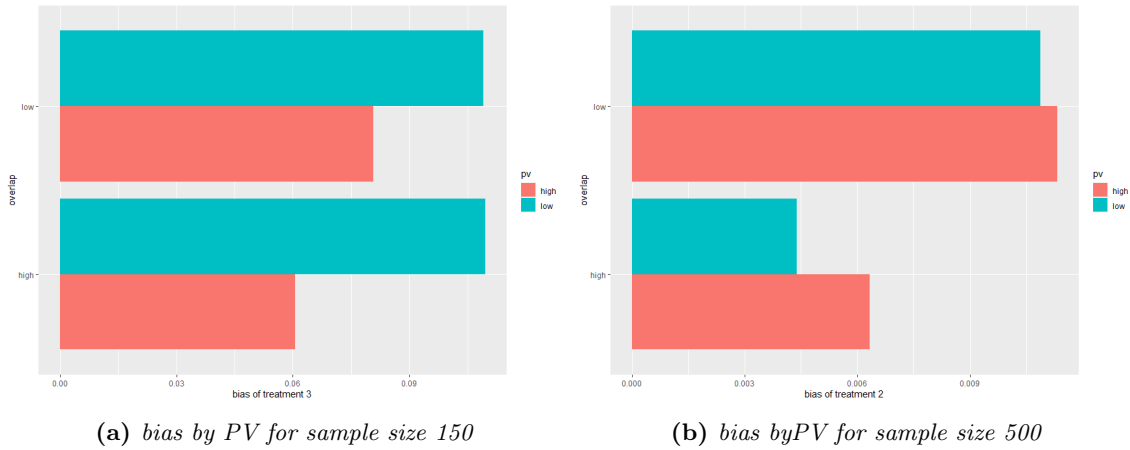 overlap
low
high
0.00 0.03 0.06 0.09
bias of treatment 3
pv
high
low
(a) bias by PV for sample size 150
overlap
low
high
0.000 0.003 0.006 0.009
bias of treatment 2
pv
high
low
(b) bias byPV for sample size 500